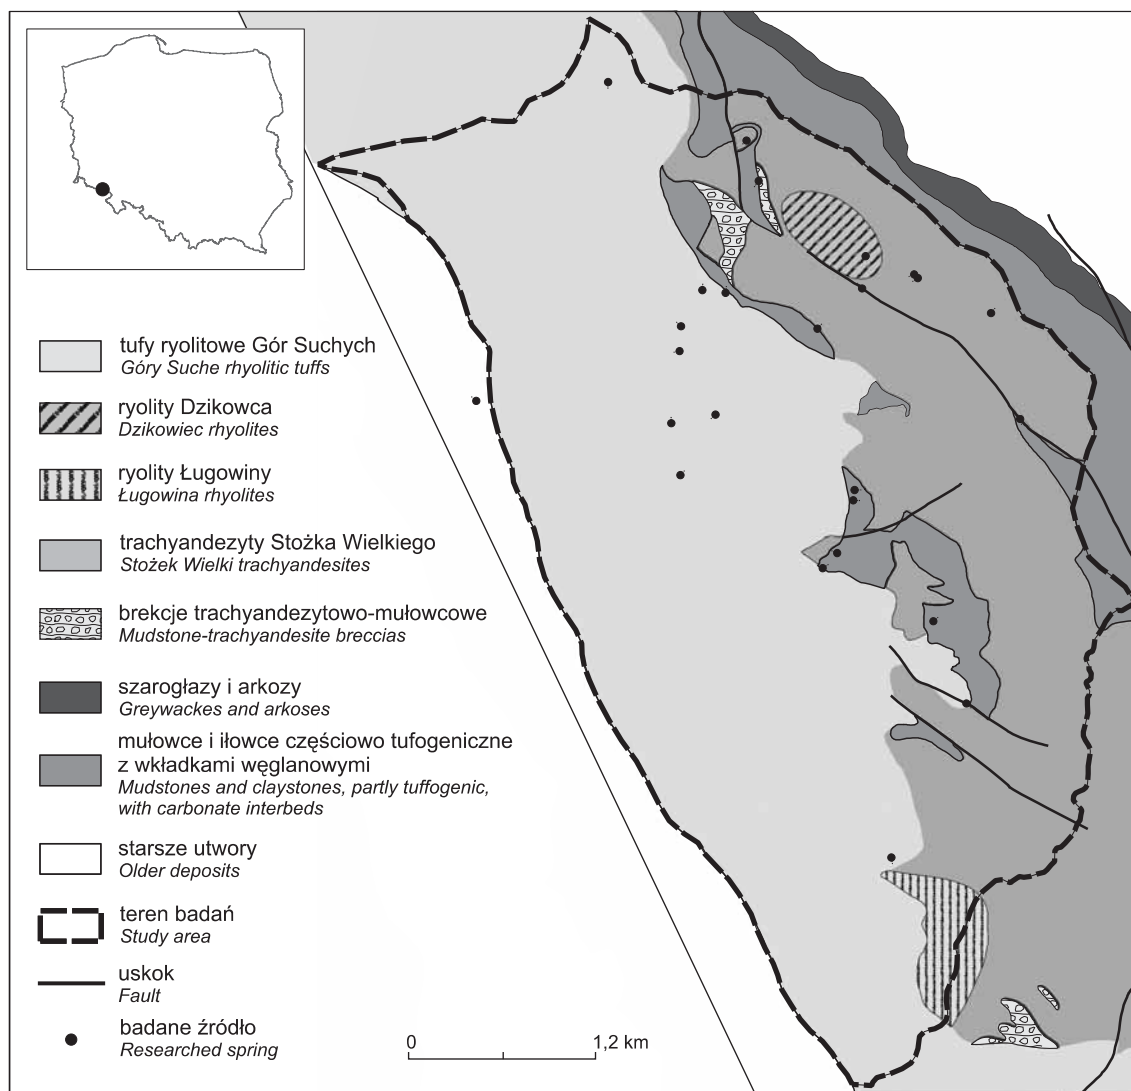 tufy ryolitowe Gór Suchych
Góry Suche rhyolitic tuffs
ryolity Dzikowca
Dzikowiec rhyolites
ryolity Ługowiny
Ługowina rhyolites
trachyandezyty Stożka Wielkiego
Stożek Wielki trachyandesites
brekcje trachyandezytowo-mułowcowe
Mudstone-trachyandesite breccias
szarogłazy i arkozy
Greywackes and arkoses
mułowce i iłowce częściowo tufogeniczne
z wkładkami węglanowymi
Mudstones and claystones, partly tuffogenic,
with carbonate interbeds
starsze utwory
Older deposits
teren badań
Study area
uskok
Fault
badane źródło
Researched spring
0 1,2 km